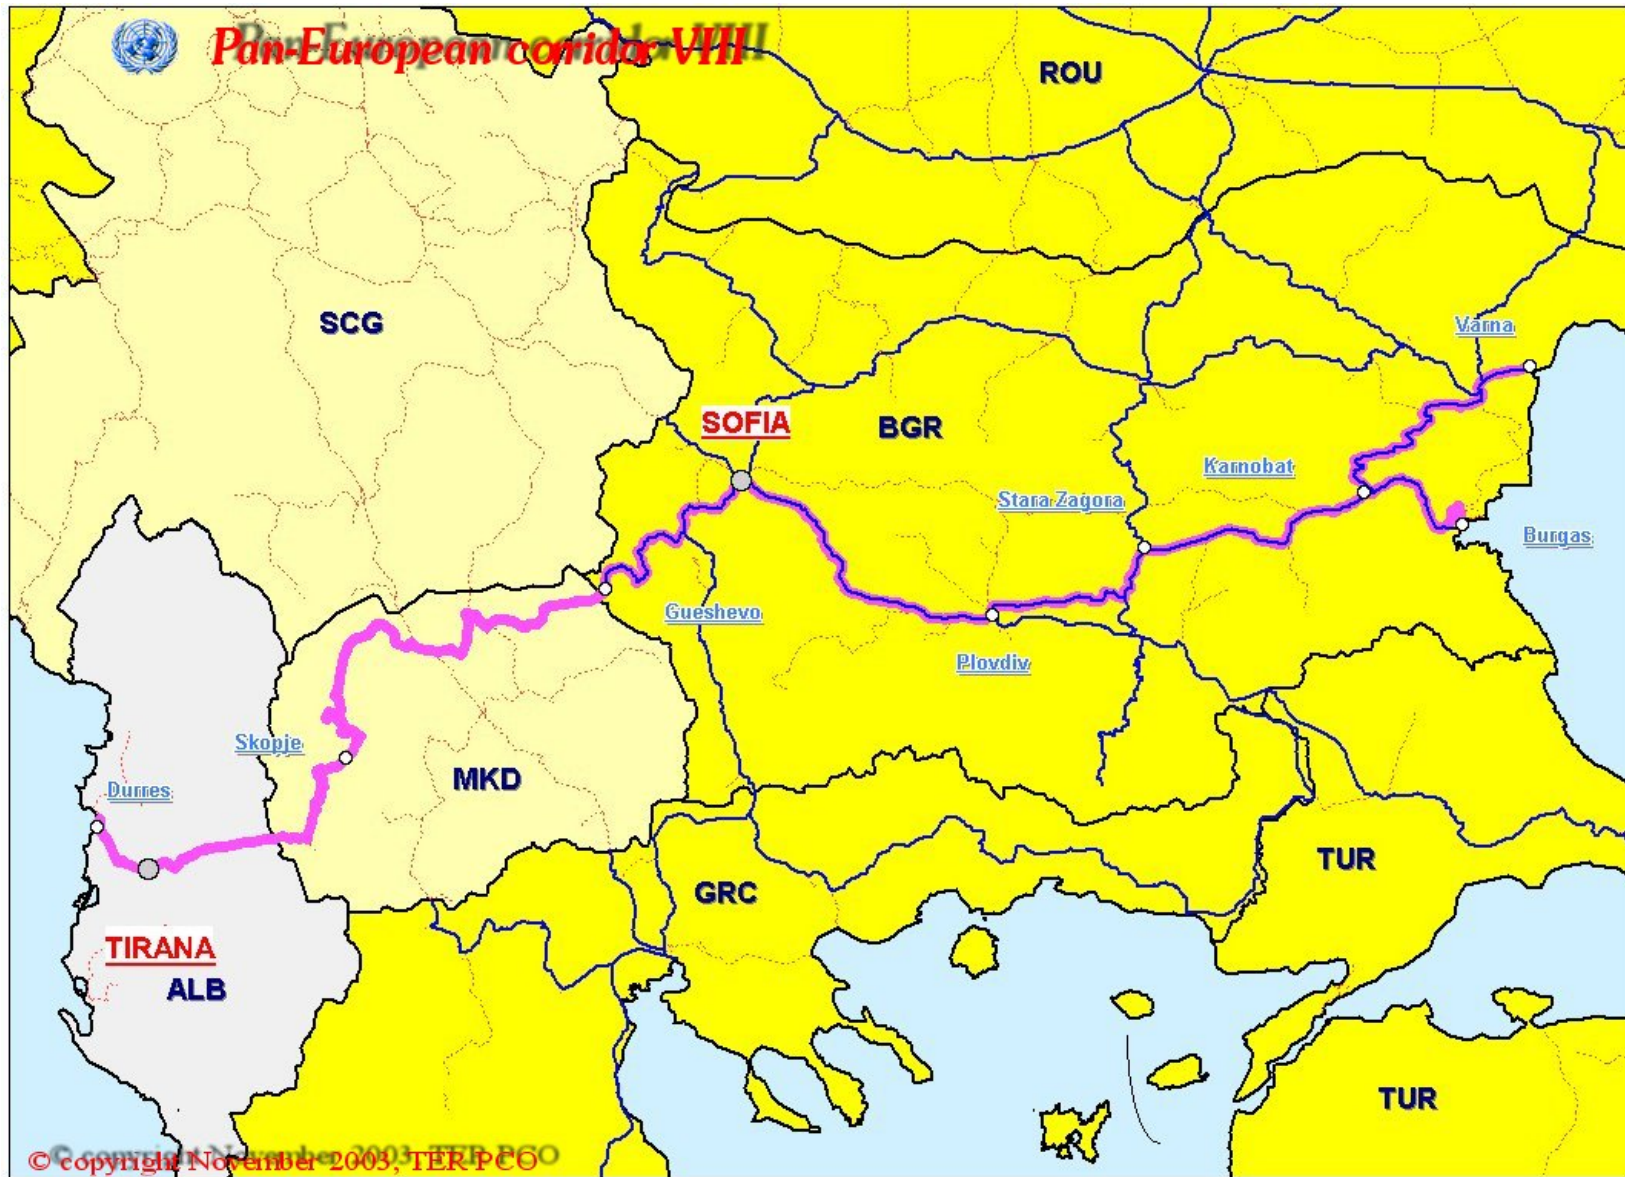 Pan-European corridor VIII
ROU
SCG
Varna
SOFIA
BGR
Karnobat
Stara Zagora
Burgas
Gueshevo
Plovdiv
Skopje
MKD
Durres
TUR
GRC
TIRANA
ALB
TUR
© copyright November 2003, TER PCO